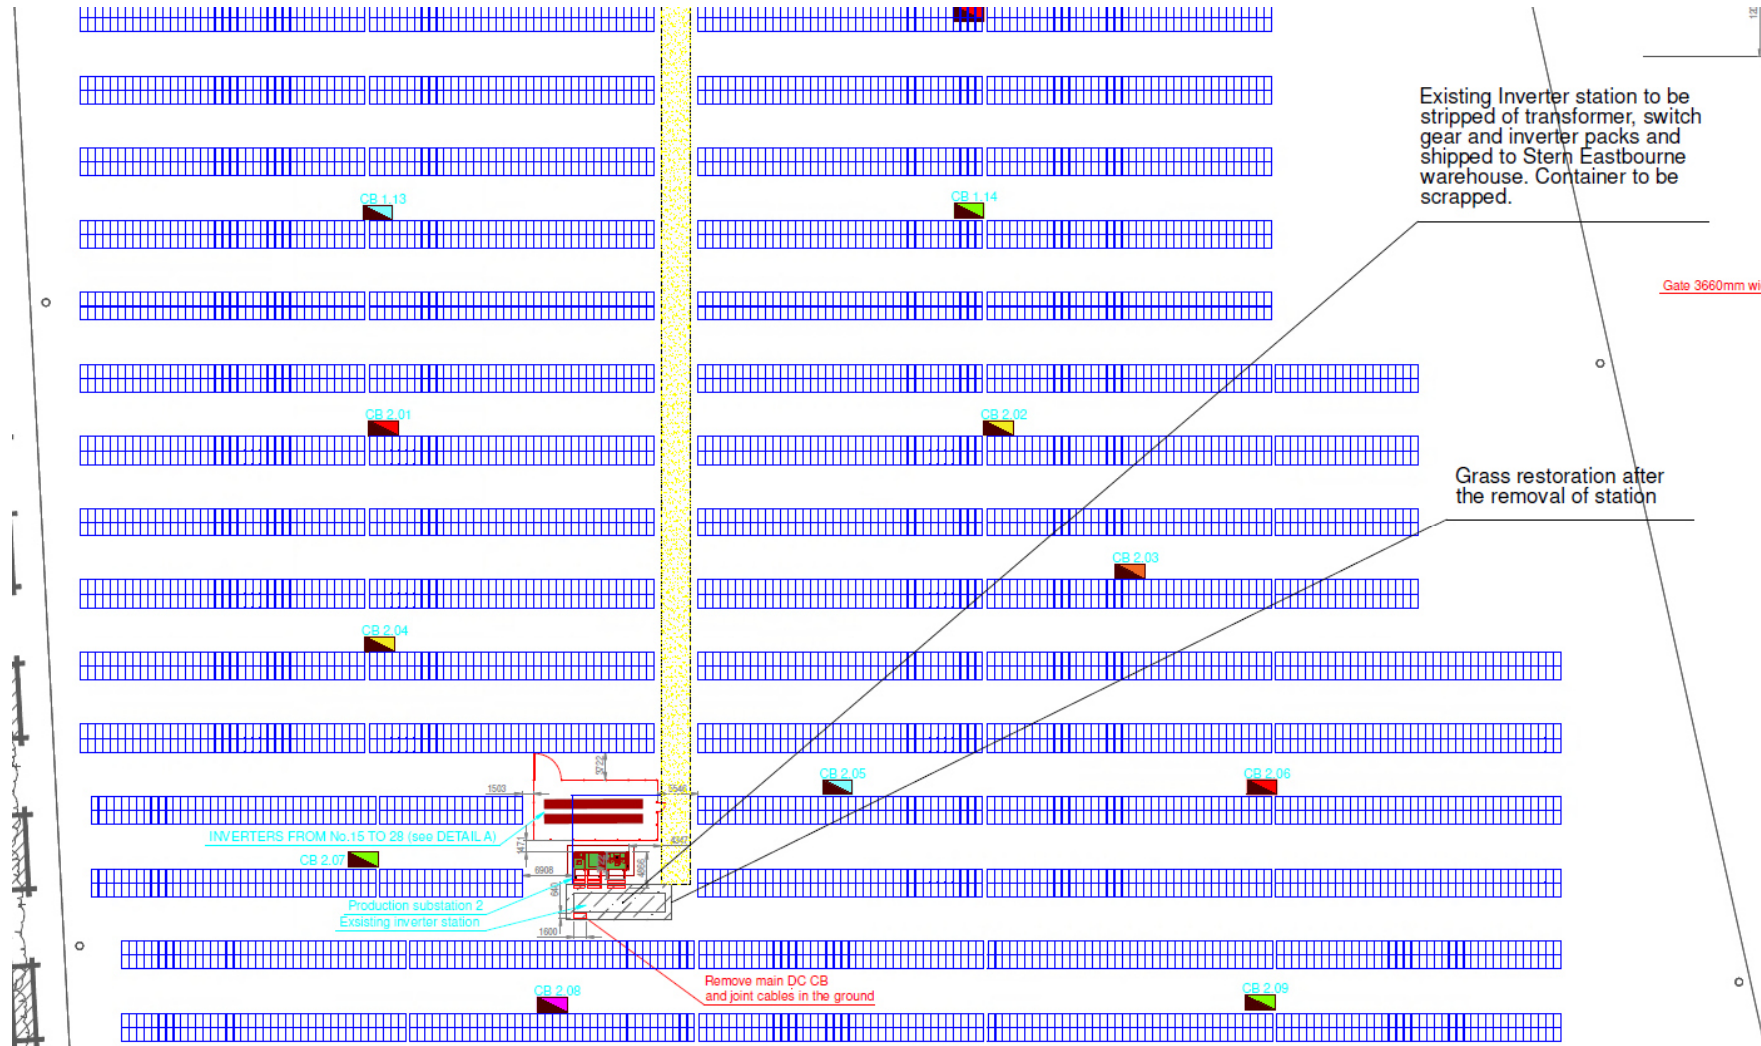 Existing Inverter station to be
stripped of transformer, switch
gear and inverter packs and
shipped to Stern Eastbourne
warehouse. Container to be
scrapped.
CB 1.13
CB 1.14
Gate 3660mm wi
CB 2.01
CB 2.02
Grass restoration after
the removal of station
CB 2.03
CB 2.04
CB 2.05
CB 2.06
1503
INVERTERS FROM No.15 TO 28 (see DETAIL A)
CB 2.07
6908
Production substation 2
Exsisting inverter station
1600
Remove main DC CB
and joint cables in the ground
CB 2.08
CB 2.09